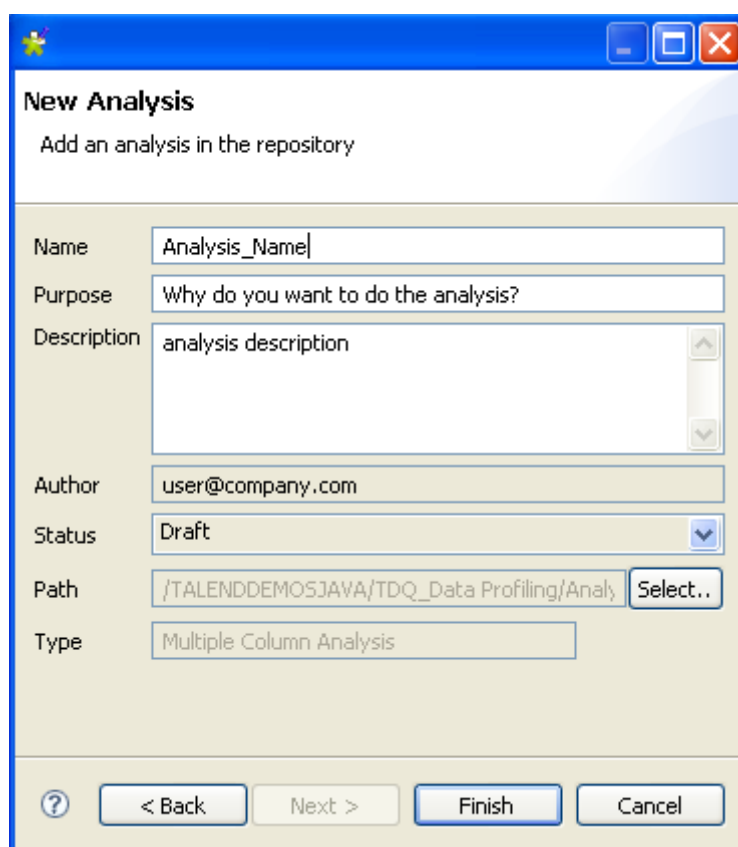 New Analysis
Add an analysis in the repository
Name Analysis_Name
Purpose Why do you want to do the analysis?
Description analysis description
Author user@company.com
Status Draft
Path /TALENDDEMOSJAVA/TDQ_Data Profiling/Analy Select..
Type Multiple Column Analysis
? < Back Next > Finish Cancel